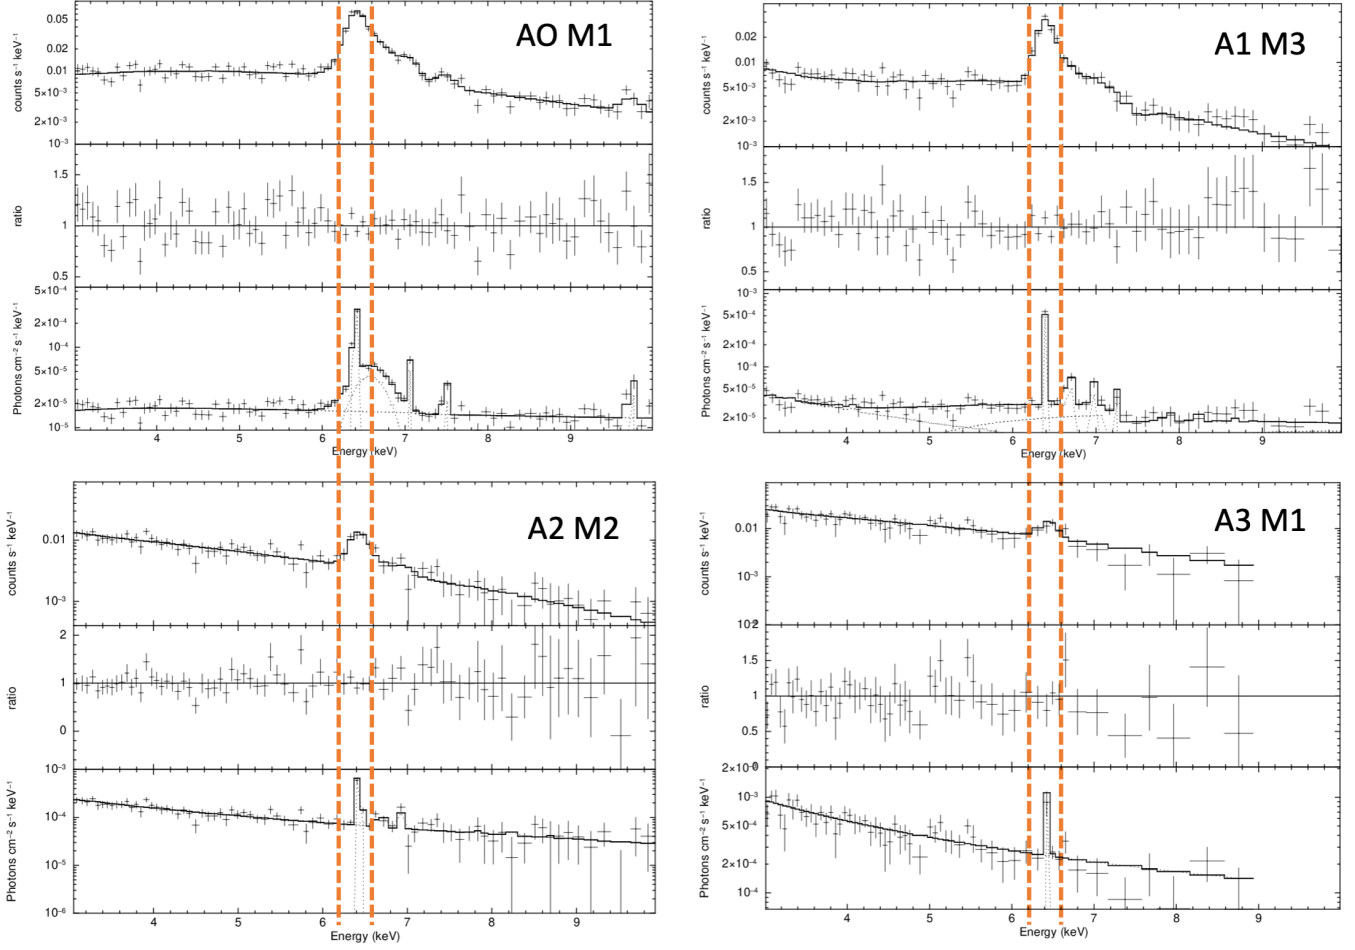 AO M1
counts s⁻¹ keV⁻¹
0.05
0.02
0.01
5×10⁻³
2×10⁻³
10⁻³
ratio
1.5
1
0.5
Photons cm⁻² s⁻¹ keV⁻¹
5×10⁻⁴
2×10⁻⁴
10⁻⁴
5×10⁻⁵
2×10⁻⁵
10⁻⁵
4 5 6 7 8 9
Energy (keV)
A1 M3
counts s⁻¹ keV⁻¹
0.02
0.01
5×10⁻³
2×10⁻³
10⁻³
ratio
1.5
1
0.5
Photons cm⁻² s⁻¹ keV⁻¹
10⁻³
5×10⁻⁴
2×10⁻⁴
10⁻⁴
5×10⁻⁵
2×10⁻⁵
4 5 6 7 8 9
Energy (keV)
A2 M2
counts s⁻¹ keV⁻¹
0.01
10⁻³
ratio
2
1
0
Photons cm⁻² s⁻¹ keV⁻¹
10⁻³
10⁻⁴
10⁻⁵
10⁻⁶
4 5 6 7 8 9
Energy (keV)
A3 M1
counts s⁻¹ keV⁻¹
0.01
10⁻³
ratio
1.5
1
0.5
Photons cm⁻² s⁻¹ keV⁻¹
2×10⁻³
10⁻³
5×10⁻⁴
2×10⁻⁴
10⁻⁴
4 5 6 7 8 9
Energy (keV)